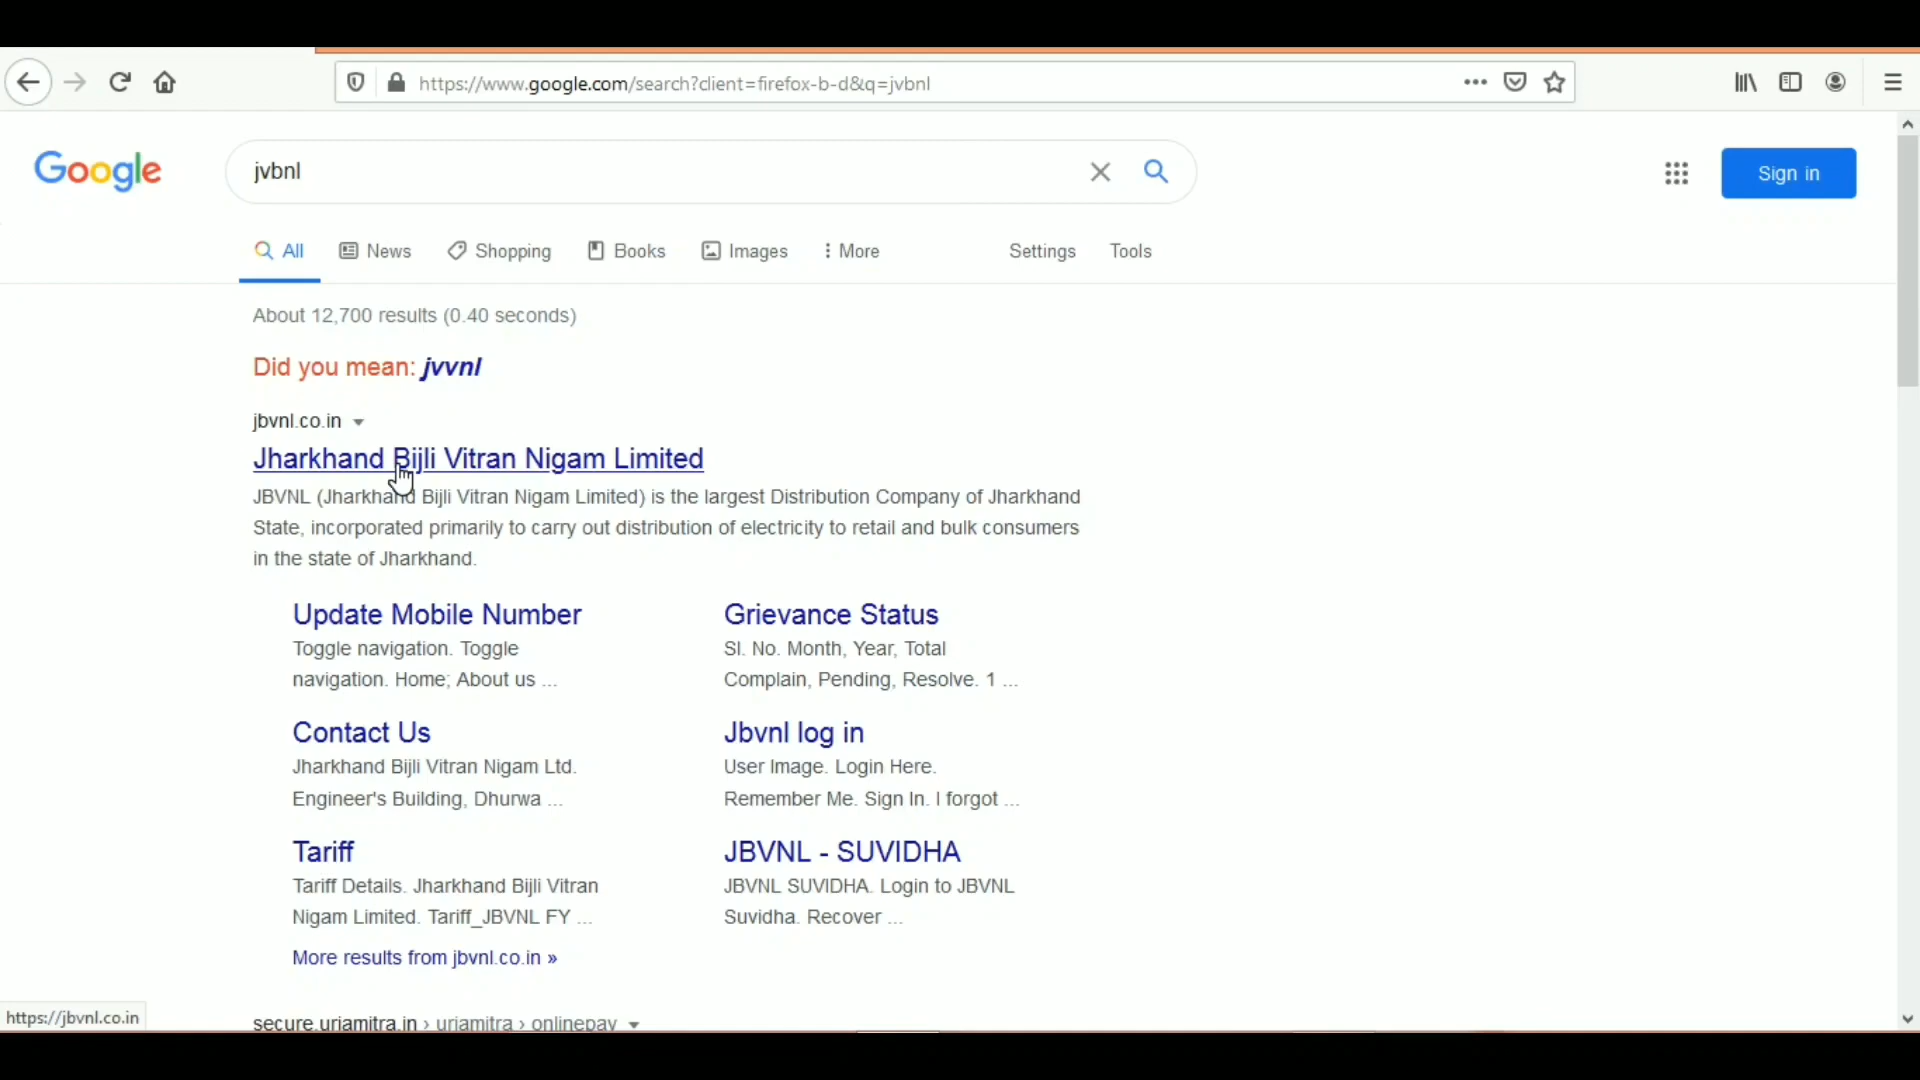 https://www.google.com/search?client=firefox-b-d&q=jvbnl
Google
jvbnl
Sign in
All
News
Shopping
Books
Images
More
Settings
Tools
About 12,700 results (0.40 seconds)
Did you mean: jvvnl
jbvnl.co.in
Jharkhand Bijli Vitran Nigam Limited
JBVNL (Jharkhand Bijli Vitran Nigam Limited) is the largest Distribution Company of Jharkhand
State, incorporated primarily to carry out distribution of electricity to retail and bulk consumers
in the state of Jharkhand.
Update Mobile Number
Toggle navigation. Toggle
navigation. Home; About us ...
Grievance Status
Sl. No. Month, Year, Total
Complain, Pending, Resolve. 1 ...
Contact Us
Jharkhand Bijli Vitran Nigam Ltd.
Engineer's Building, Dhurwa ...
Jbvnl log in
User Image. Login Here.
Remember Me. Sign In. I forgot ...
Tariff
Tariff Details. Jharkhand Bijli Vitran
Nigam Limited. Tariff_JBVNL FY ...
JBVNL - SUVIDHA
JBVNL SUVIDHA. Login to JBVNL
Suvidha. Recover ...
More results from jbvnl.co.in »
https://jbvnl.co.in
secure.urjamitra.in › urjamitra › onlinepay